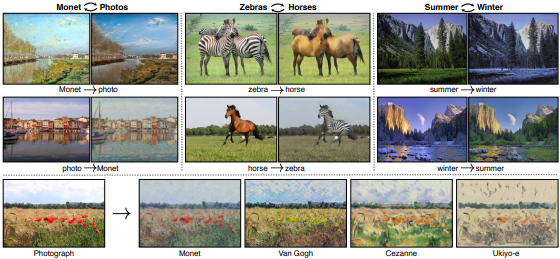 Monet Photos
Zebras Horses
Summer Winter
Monet → photo
zebra → horse
summer → winter
photo → Monet
horse → zebra
winter → summer
Photograph
Monet
Van Gogh
Cezanne
Ukiyo-e